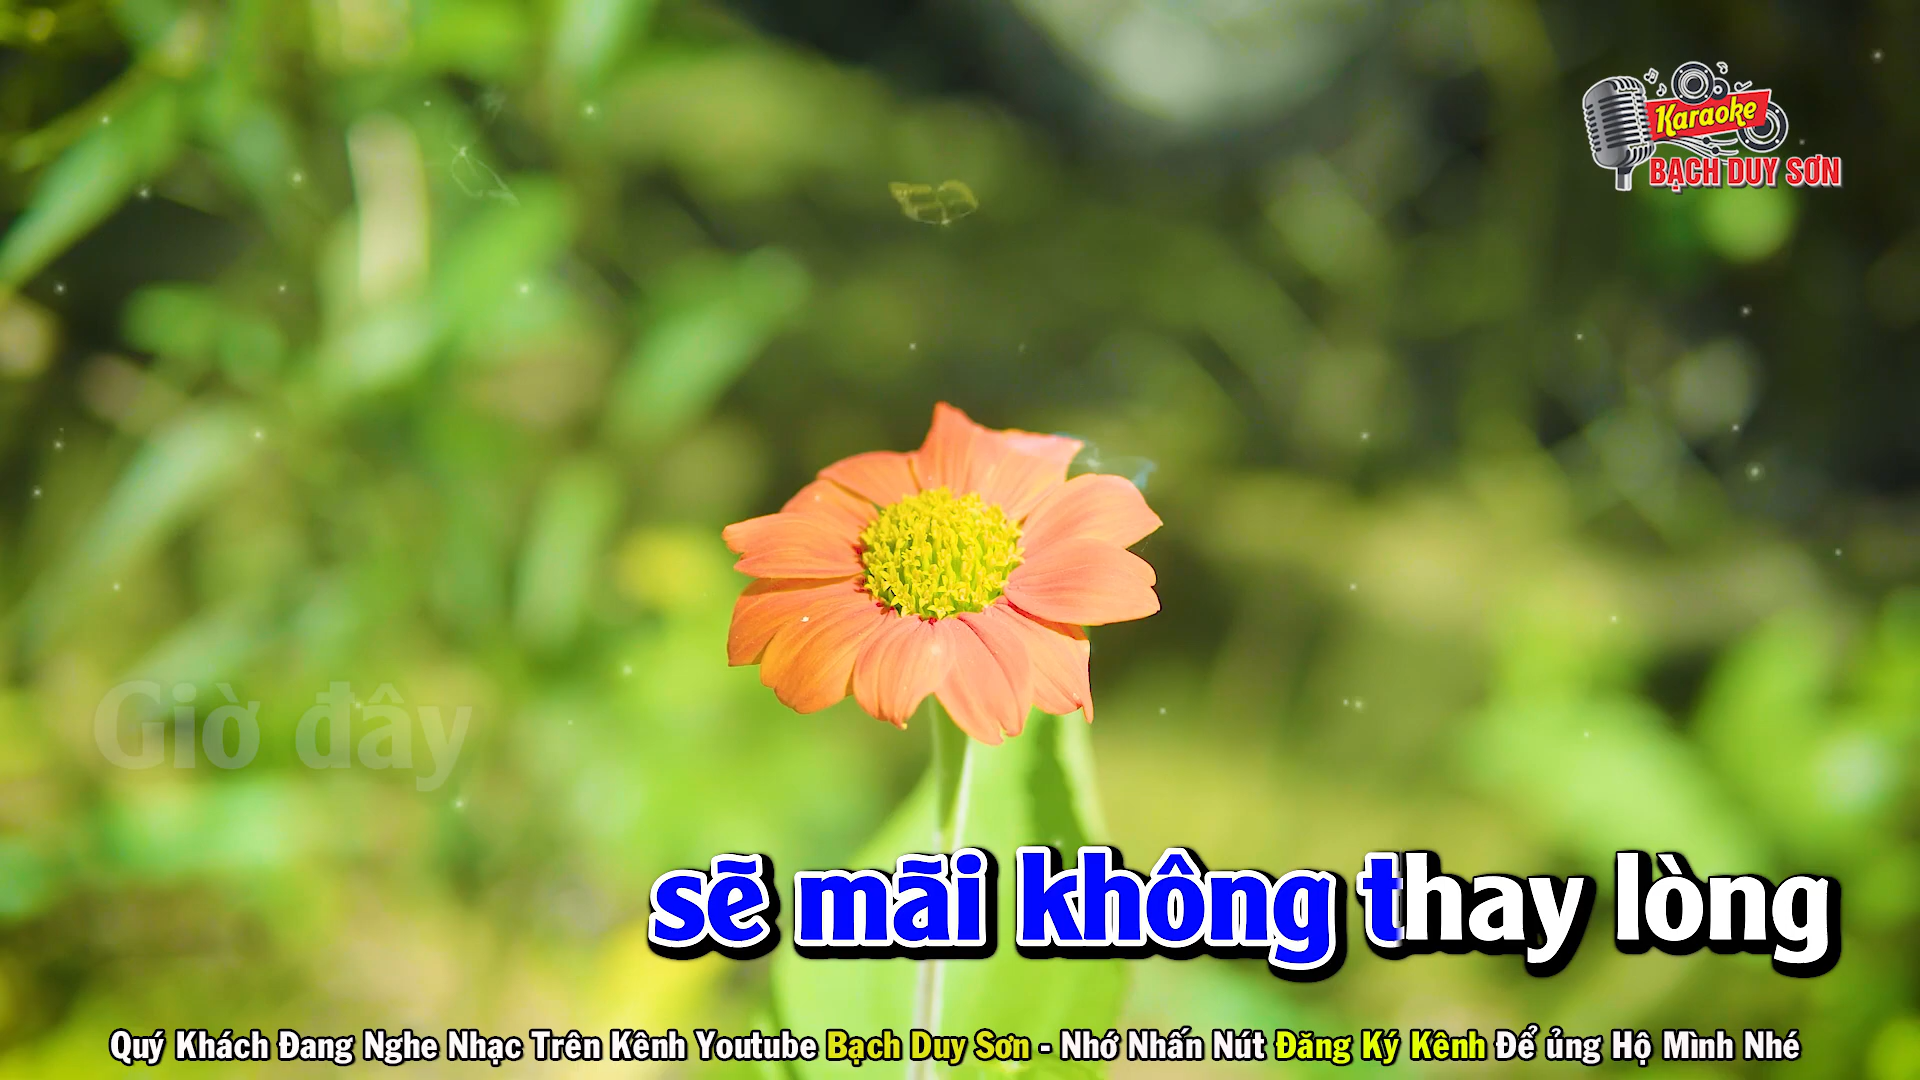 Karaoke
BẠCH DUY SƠN
Giờ đây
sẽ mãi không thay lòng
Quý Khách Đang Nghe Nhạc Trên Kênh Youtube Bạch Duy Sơn - Nhớ Nhấn Nút Đăng Ký Kênh Để ủng Hộ Mình Nhé